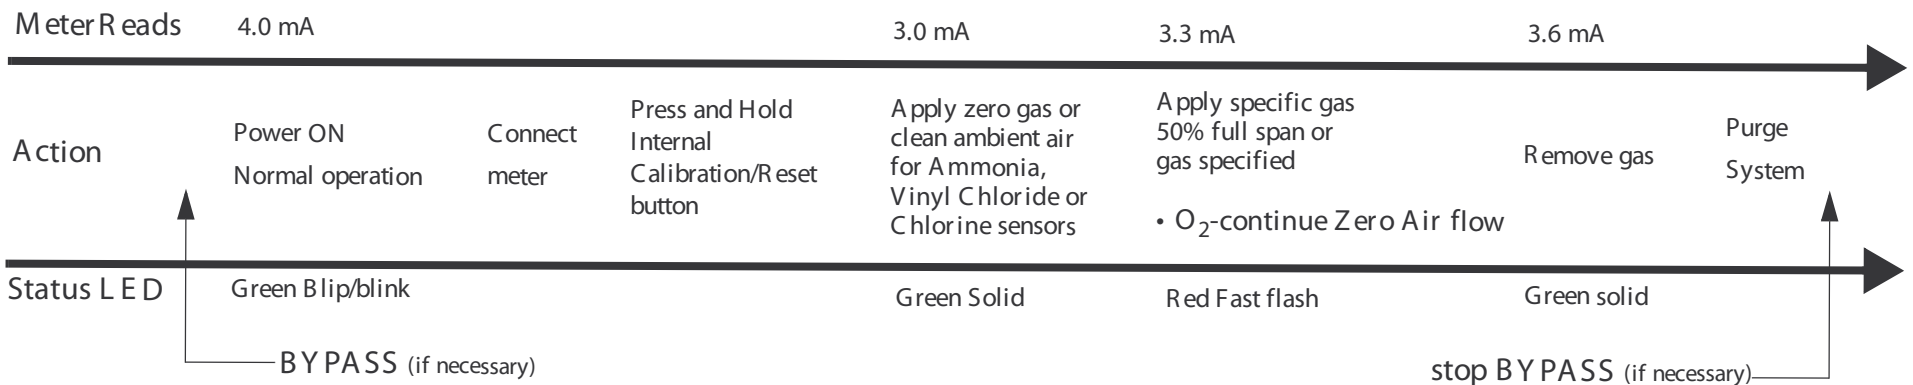 Meter Reads 4.0 mA 3.0 mA 3.3 mA 3.6 mA
Action
Power ON
Normal operation
Connect
meter
Press and Hold
Internal
Calibration/Reset
button
Apply zero gas or
clean ambient air
for Ammonia,
Vinyl Chloride or
Chlorine sensors
Apply specific gas
50% full span or
gas specified
• O2-continue Zero Air flow
Remove gas
Purge
System
Status LED Green Blip/blink Green Solid Red Fast flash Green solid
BYPASS (if necessary)
stop BYPASS (if necessary)